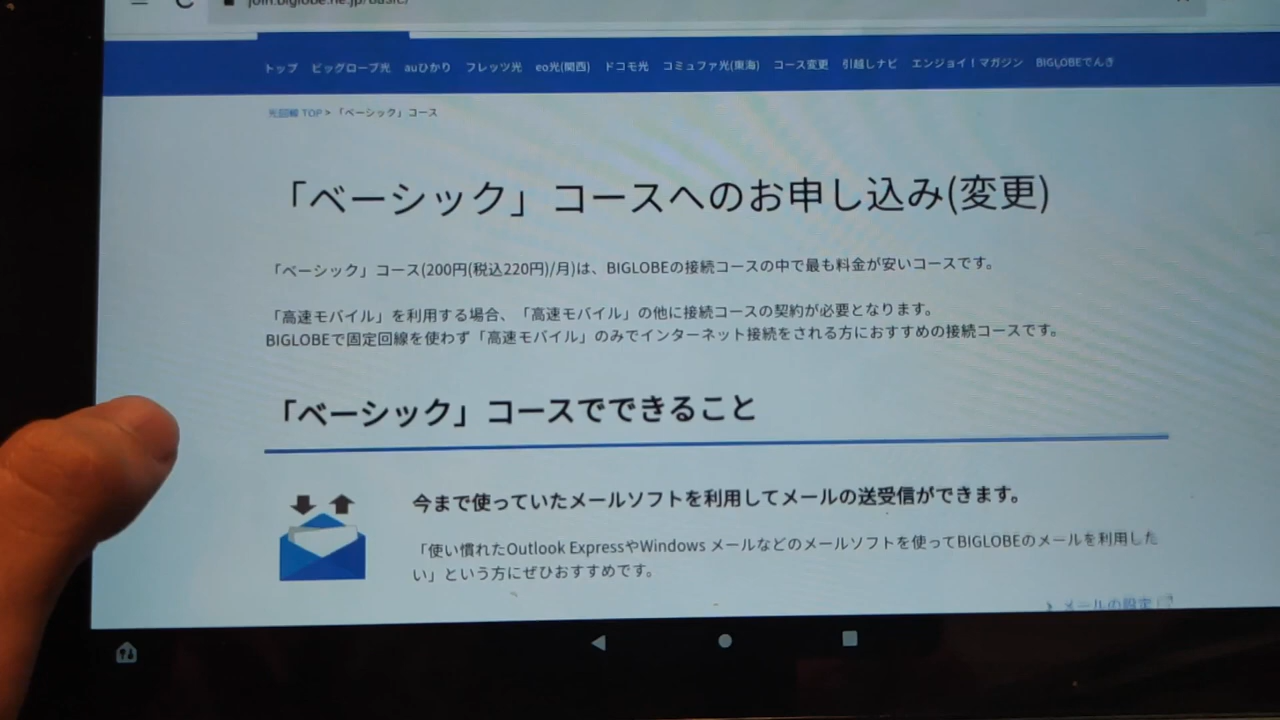 join.biglobe.ne.jp/basic/
トップ ビッグローブ光 auひかり フレッツ光 eo光(関西) ドコモ光 コミュファ光(東海) コース変更 引越しナビ エンジョイ！マガジン BIGLOBEでんき
光回線 TOP > 「ベーシック」コース
「ベーシック」コースへのお申し込み(変更)
「ベーシック」コース(200円(税込220円)/月)は、BIGLOBEの接続コースの中で最も料金が安いコースです。
「高速モバイル」を利用する場合、「高速モバイル」の他に接続コースの契約が必要となります。
BIGLOBEで固定回線を使わず「高速モバイル」のみでインターネット接続をされる方におすすめの接続コースです。
「ベーシック」コースでできること
今まで使っていたメールソフトを利用してメールの送受信ができます。
「使い慣れたOutlook ExpressやWindows メールなどのメールソフトを使ってBIGLOBEのメールを利用した
い」という方にぜひおすすめです。
メールの設定